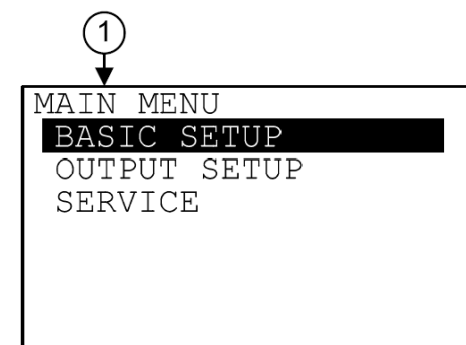 1
MAIN MENU
BASIC SETUP
OUTPUT SETUP
SERVICE